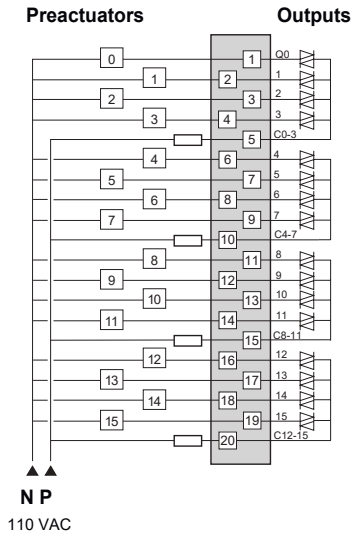 Preactuators Outputs
0 1 Q0
1 2 1
2 3 2
3 4 3
5 C0-3
4 6 4
5 7 5
6 8 6
7 9 7
10 C4-7
8 11 8
9 12 9
10 13 10
11 14 11
15 C8-11
12 16 12
13 17 13
14 18 14
15 19 15
20 C12-15
N P
110 VAC